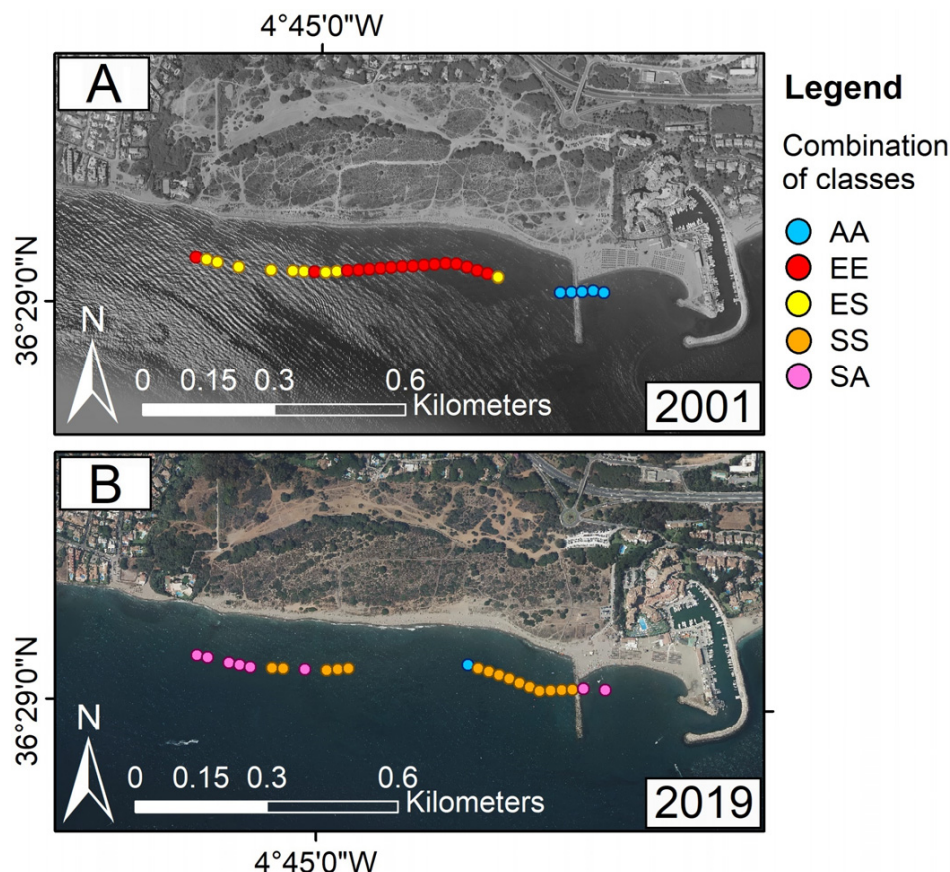 4°45'0"W
A
36°29'0"N
N
0 0.15 0.3 0.6
Kilometers
2001
Legend
Combination
of classes
AA
EE
ES
SS
SA
B
36°29'0"N
N
0 0.15 0.3 0.6
Kilometers
2019
4°45'0"W